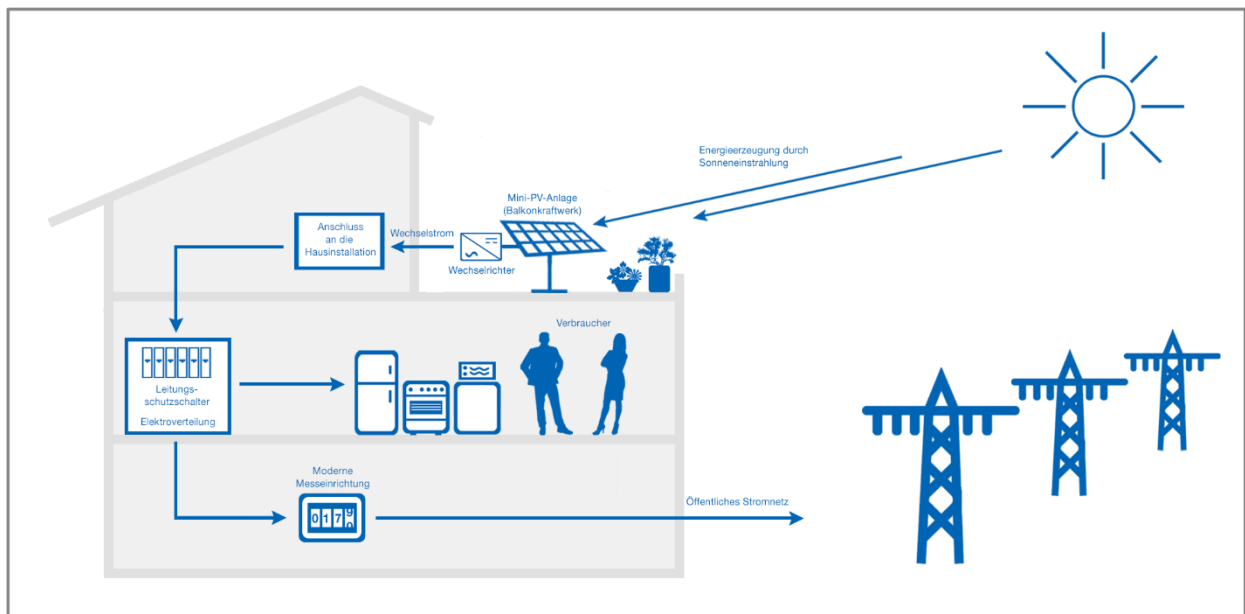 Energieerzeugung durch
Sonneneinstrahlung
Mini-PV-Anlage
(Balkonkraftwerk)
Anschluss
an die
Hausinstallation
Wechselstrom
Wechselrichter
Verbraucher
Leitungs-
schutzschalter
Elektroverteilung
Moderne
Messeinrichtung
017
Öffentliches Stromnetz